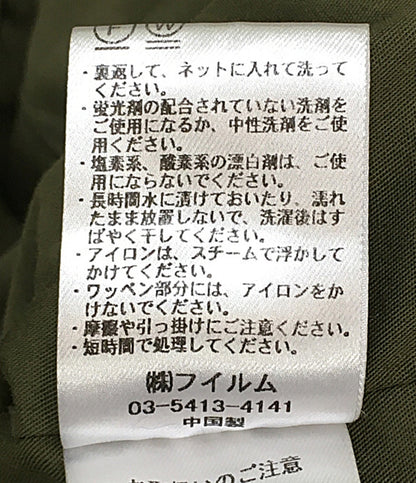 F W
・裏返して、ネットに入れて洗って
ください。
・蛍光剤の配合されていない洗剤を
ご使用になるか、中性洗剤をご使
用ください。
・塩素系、酸素系の漂白剤は、ご使
用にならないでください。
・長時間水に漬けておいたり、濡れ
たまま放置しないで、洗濯後はす
ばやく干してください。
・アイロンは、スチームで浮かして
かけてください。
・ワッペン部分には、アイロンをか
けないでください。
・摩擦や引っ掛けにご注意ください。
・短時間で処理してください。
㈱フイルム
03-5413-4141
中国製
いのご注意